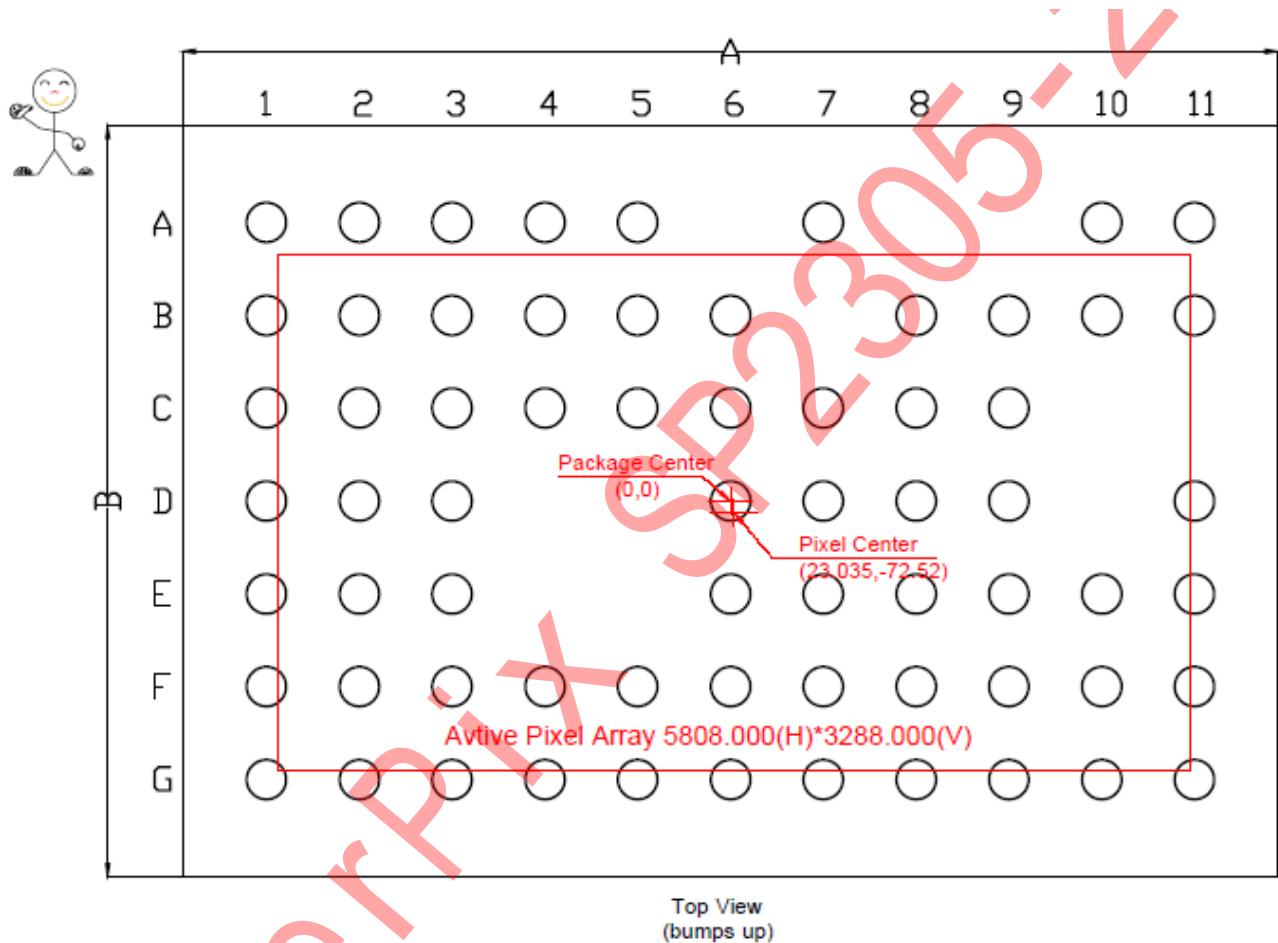 A
1 2 3 4 5 6 7 8 9 10 11
A
B
C
B
D
E
F
G
Package Center
(0,0)
Pixel Center
(23.035,-72.52)
Avtive Pixel Array 5808.000(H)*3288.000(V)
Top View
(bumps up)
SP2305-
rPix